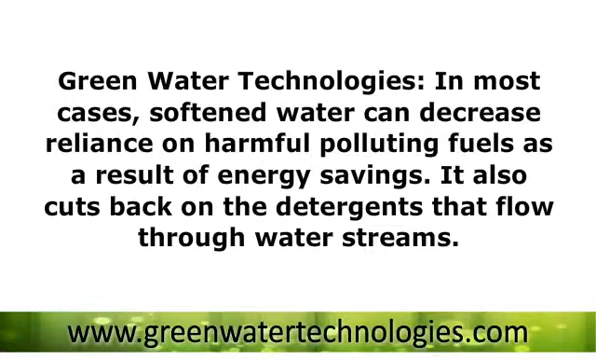 Green Water Technologies: In most
cases, softened water can decrease
reliance on harmful polluting fuels as
a result of energy savings. It also
cuts back on the detergents that flow
through water streams.
www.greenwatertechnologies.com